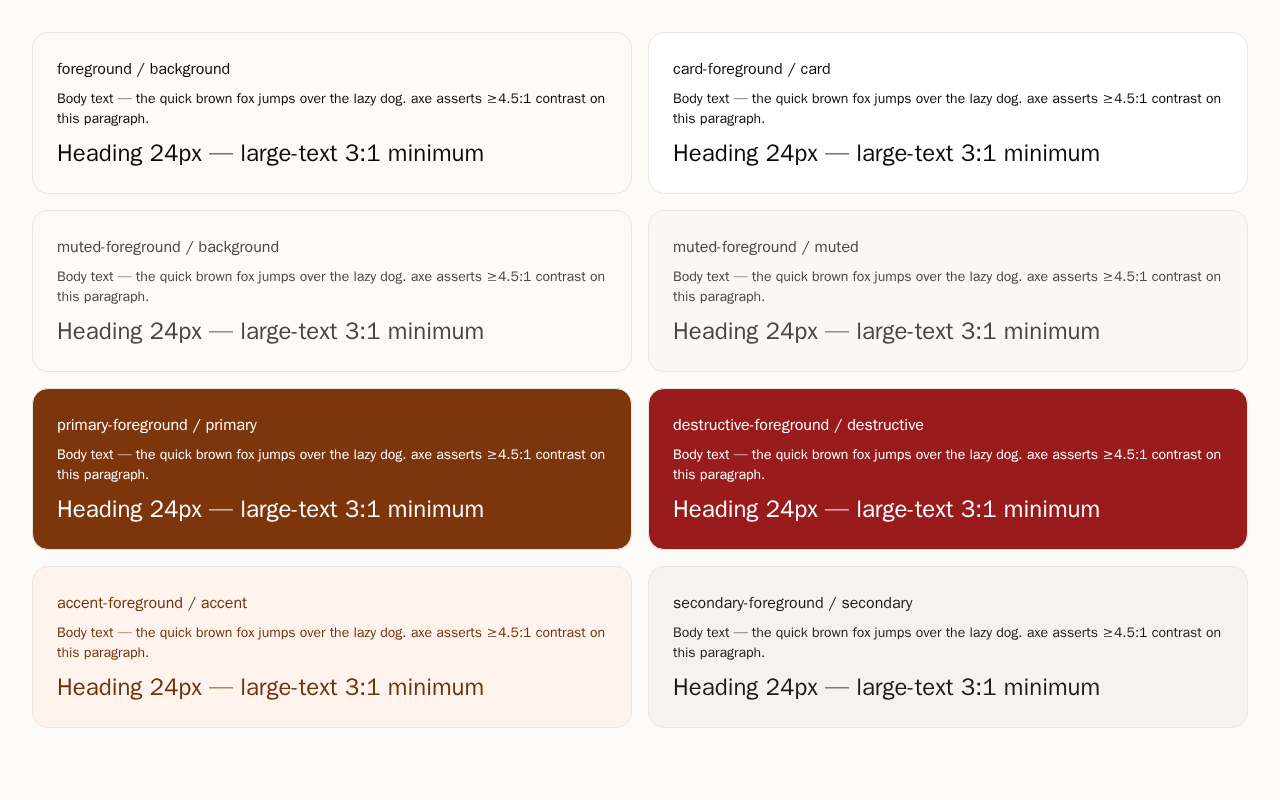 foreground / background
Body text — the quick brown fox jumps over the lazy dog. axe asserts ≥4.5:1 contrast on
this paragraph.
Heading 24px — large-text 3:1 minimum
card-foreground / card
Body text — the quick brown fox jumps over the lazy dog. axe asserts ≥4.5:1 contrast on
this paragraph.
Heading 24px — large-text 3:1 minimum
muted-foreground / background
Body text — the quick brown fox jumps over the lazy dog. axe asserts ≥4.5:1 contrast on
this paragraph.
Heading 24px — large-text 3:1 minimum
muted-foreground / muted
Body text — the quick brown fox jumps over the lazy dog. axe asserts ≥4.5:1 contrast on
this paragraph.
Heading 24px — large-text 3:1 minimum
primary-foreground / primary
Body text — the quick brown fox jumps over the lazy dog. axe asserts ≥4.5:1 contrast on
this paragraph.
Heading 24px — large-text 3:1 minimum
destructive-foreground / destructive
Body text — the quick brown fox jumps over the lazy dog. axe asserts ≥4.5:1 contrast on
this paragraph.
Heading 24px — large-text 3:1 minimum
accent-foreground / accent
Body text — the quick brown fox jumps over the lazy dog. axe asserts ≥4.5:1 contrast on
this paragraph.
Heading 24px — large-text 3:1 minimum
secondary-foreground / secondary
Body text — the quick brown fox jumps over the lazy dog. axe asserts ≥4.5:1 contrast on
this paragraph.
Heading 24px — large-text 3:1 minimum